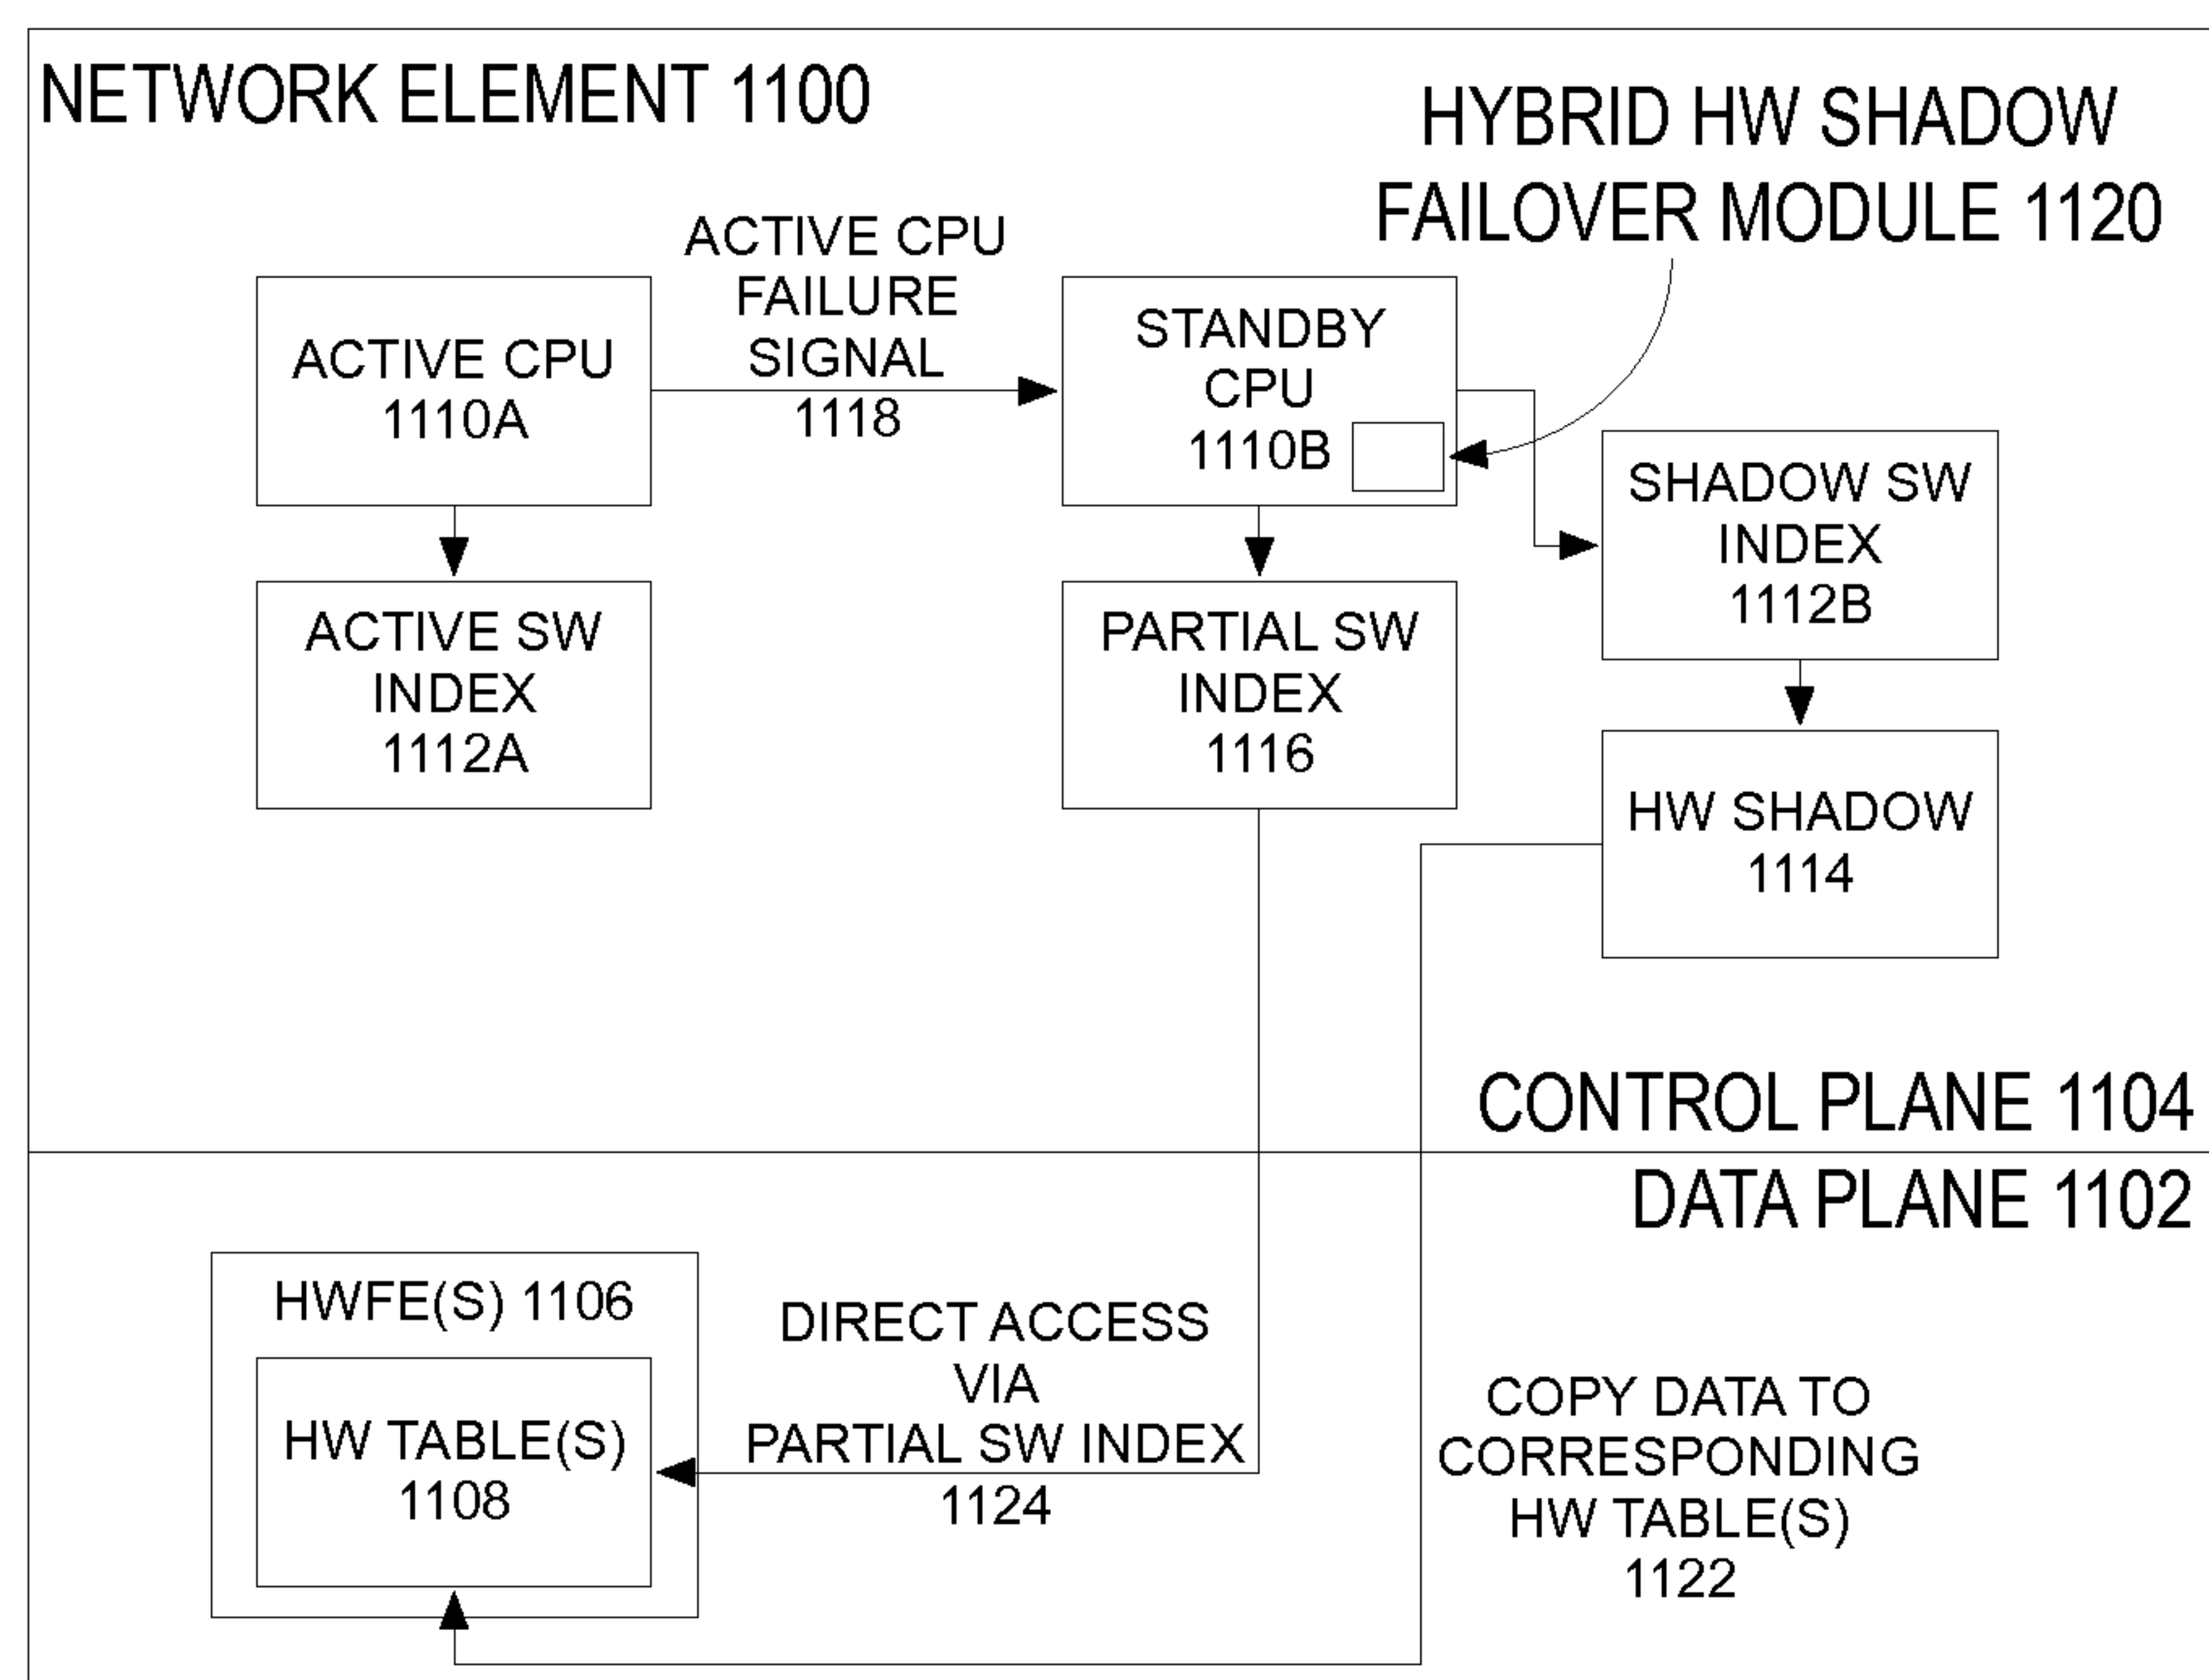 NETWORK ELEMENT 1100
HYBRID HW SHADOW
FAILOVER MODULE 1120
ACTIVE CPU
FAILURE
SIGNAL
1118
ACTIVE CPU
1110A
STANDBY
CPU
1110B
SHADOW SW
INDEX
1112B
ACTIVE SW
INDEX
1112A
PARTIAL SW
INDEX
1116
HW SHADOW
1114
CONTROL PLANE 1104
DATA PLANE 1102
HWFE(S) 1106
HW TABLE(S)
1108
DIRECT ACCESS
VIA
PARTIAL SW INDEX
1124
COPY DATA TO
CORRESPONDING
HW TABLE(S)
1122